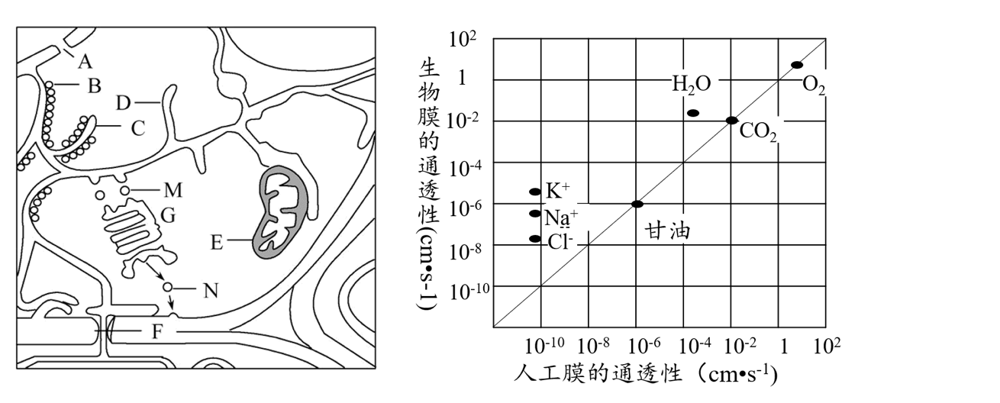 A
B
D
C
M
G
E
N
F
生物膜的通透性(cm•s-1)
10²
1
10⁻²
10⁻⁴
10⁻⁶
10⁻⁸
10⁻¹⁰
H₂O
O₂
CO₂
K⁺
Na⁺
甘油
Cl⁻
10⁻¹⁰ 10⁻⁸ 10⁻⁶ 10⁻⁴ 10⁻² 1 10²
人工膜的通透性（cm•s⁻¹)